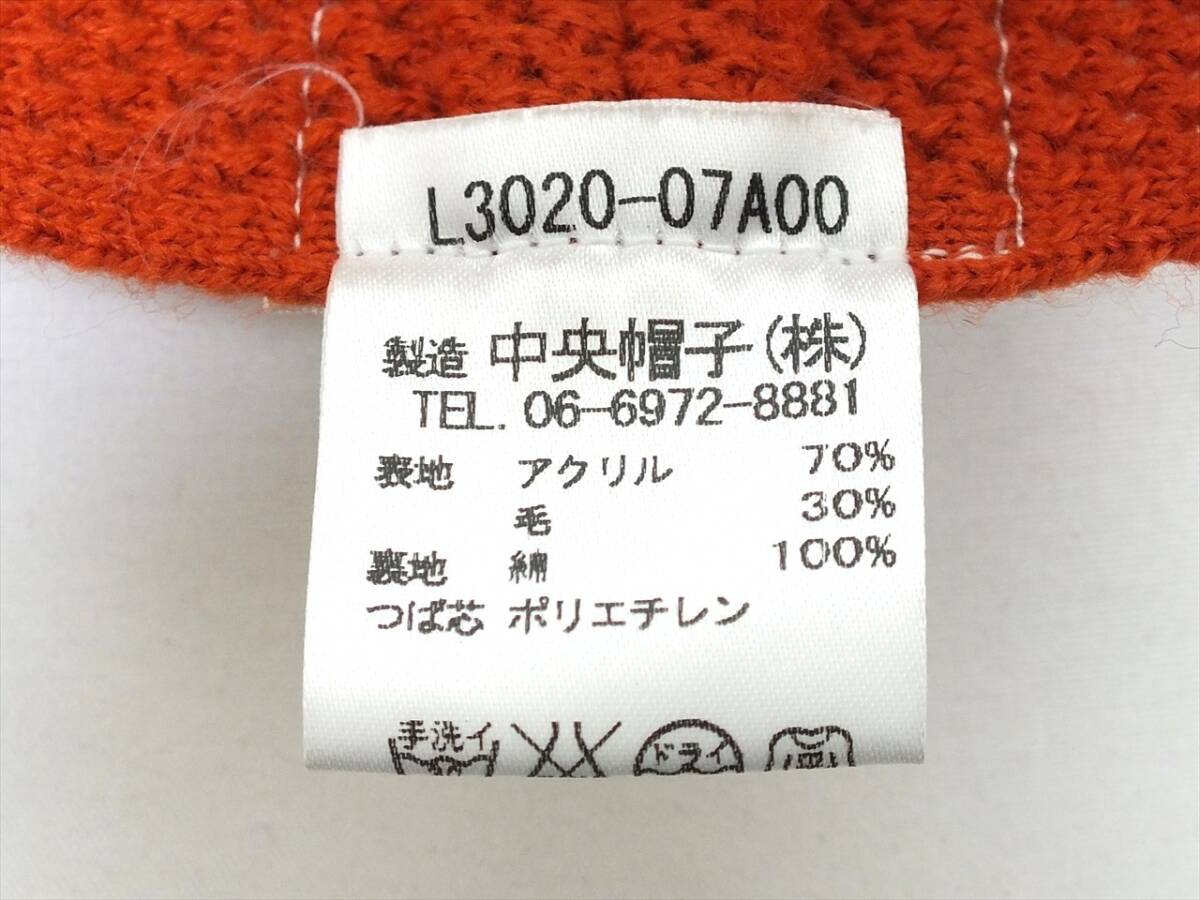 L3020-07A00
製造 中央帽子(株)
TEL. 06-6972-8881
表地 アクリル 70%
毛 30%
裏地 綿 100%
つば芯 ポリエチレン
手洗イ ドライ